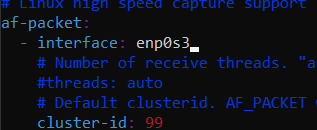 # Linux high speed capture support
af-packet:
  - interface: enp0s3
    # Number of receive threads. "a
    #threads: auto
    # Default clusterid. AF_PACKET
    cluster-id: 99